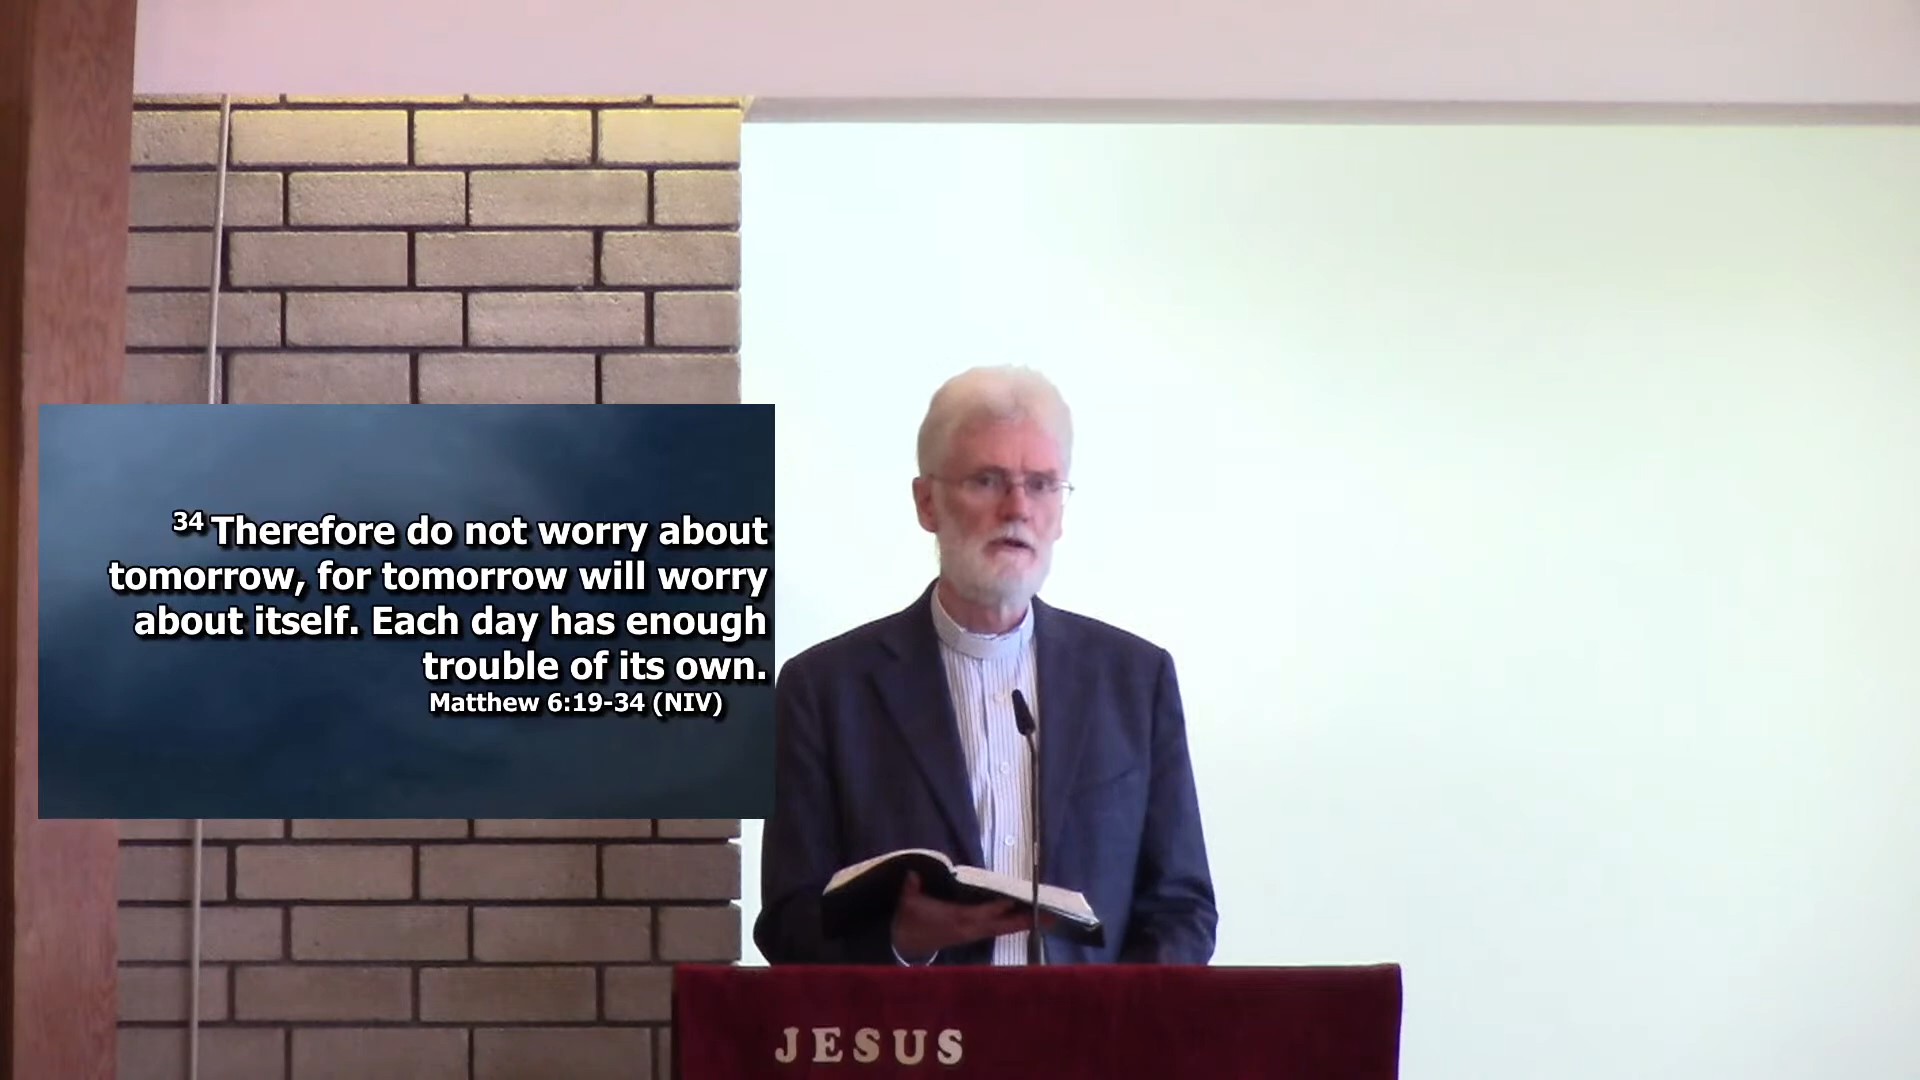 34 Therefore do not worry about
tomorrow, for tomorrow will worry
about itself. Each day has enough
trouble of its own.
Matthew 6:19-34 (NIV)
JESUS